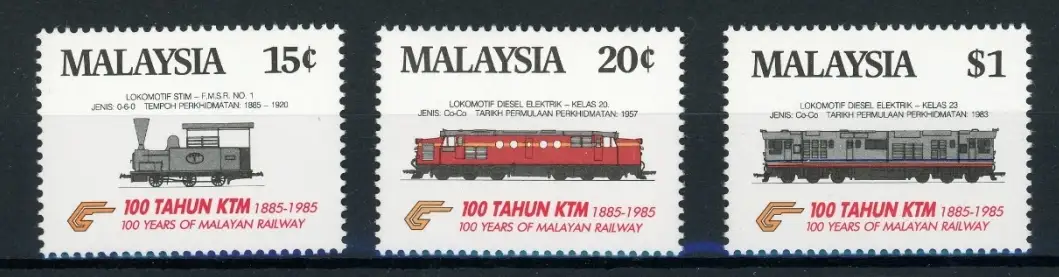 MALAYSIA 15¢
LOKOMOTIF STIM – F.M.S.R. NO. 1
JENIS: 0-6-0 TEMPOH PERKHIDMATAN: 1885 – 1920
100 TAHUN KTM 1885-1985
100 YEARS OF MALAYAN RAILWAY
MALAYSIA 20¢
LOKOMOTIF DIESEL ELEKTRIK – KELAS 20.
JENIS: Co-Co TARIKH PERMULAAN PERKHIDMATAN: 1957
100 TAHUN KTM 1885-1985
100 YEARS OF MALAYAN RAILWAY
MALAYSIA $1
LOKOMOTIF DIESEL ELEKTRIK – KELAS 23
JENIS: Co-Co TARIKH PERMULAAN PERKHIDMATAN: 1983
100 TAHUN KTM 1885-1985
100 YEARS OF MALAYAN RAILWAY